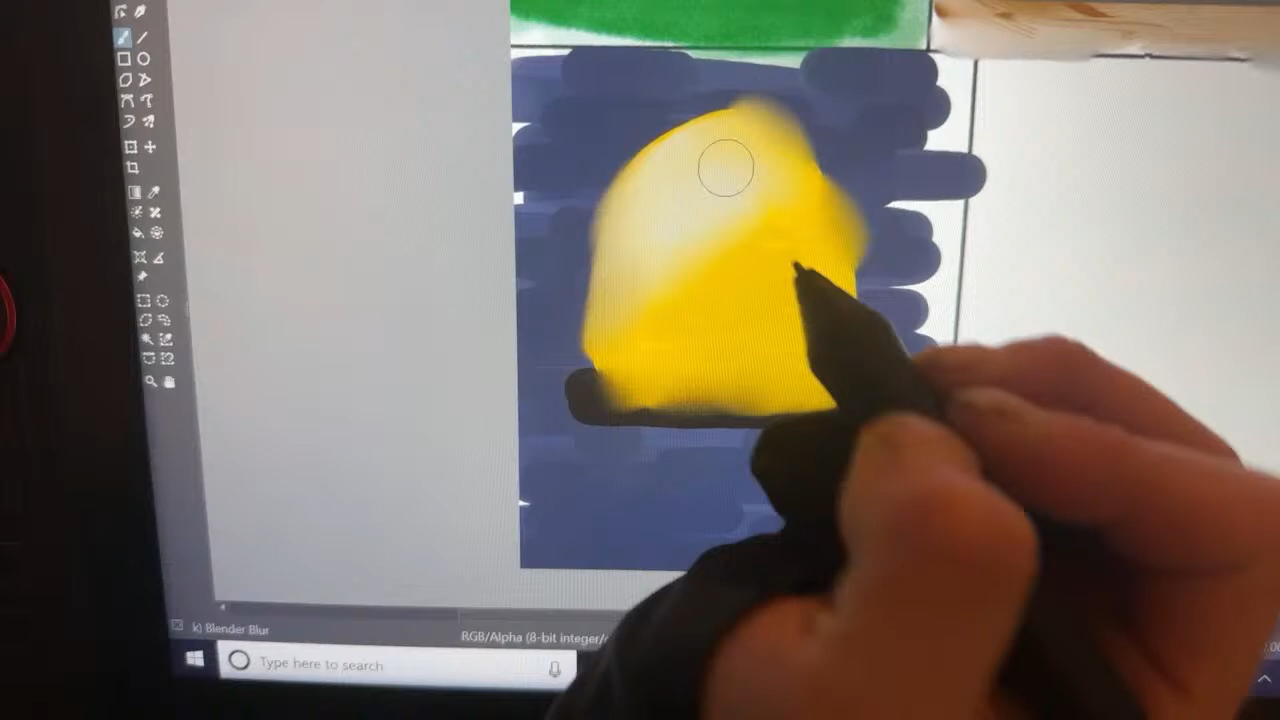 k) Blender Blur
RGB/Alpha (8-bit integer/
Type here to search